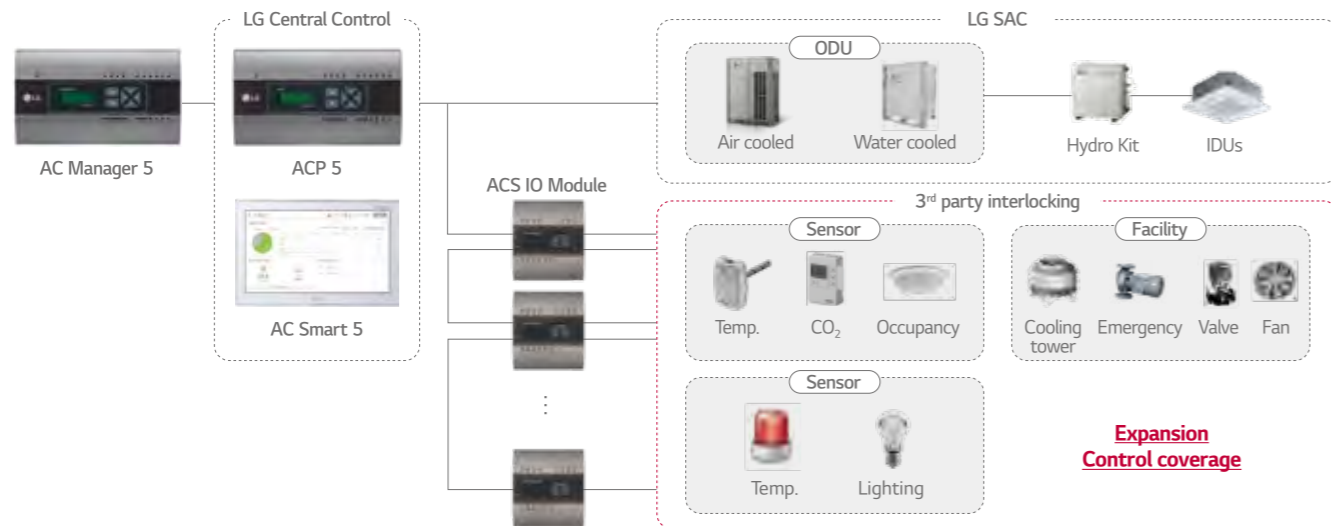 LG Central Control
LG SAC
ODU
LG
LG
Air cooled
Water cooled
Hydro Kit
IDUs
AC Manager 5
ACP 5
ACS IO Module
3rd party interlocking
Sensor
Facility
AC Smart 5
Temp.
CO2
Occupancy
Cooling
tower
Emergency
Valve
Fan
Sensor
Temp.
Lighting
Expansion
Control coverage